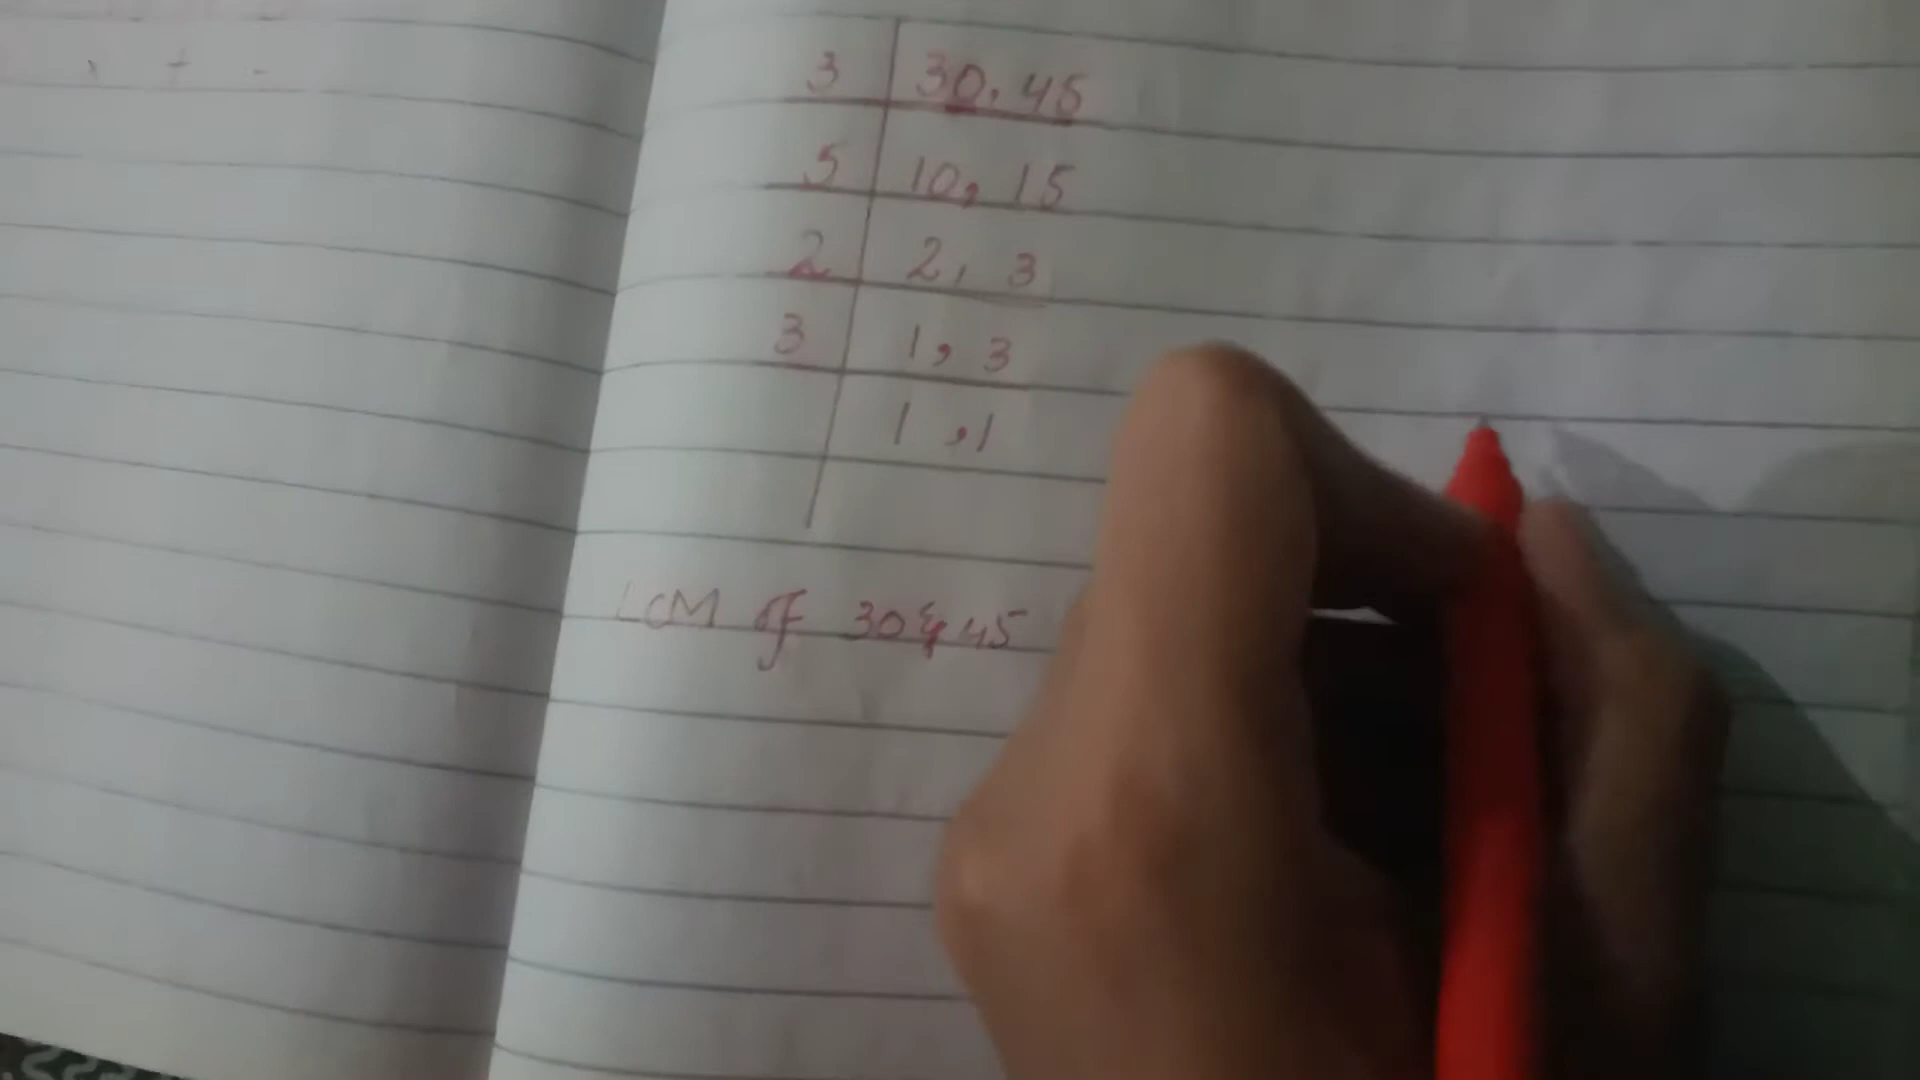 3 30, 45
5 10, 15
2 2, 3
3 1, 3
1, 1
LCM of 30 & 45